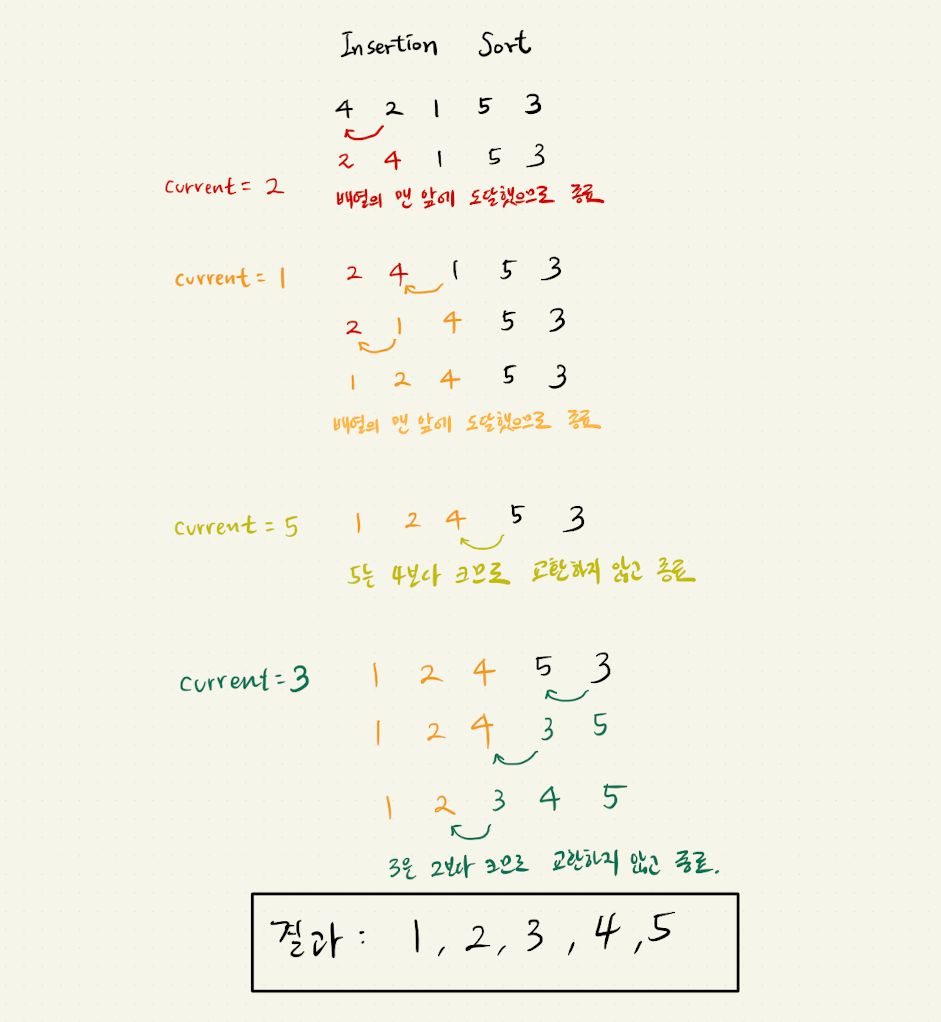 Insertion Sort
4 2 1 5 3
2 4 1 5 3
current = 2
배열의 맨 앞에 도달했으므로 종료
current = 1 2 4 1 5 3
2 1 4 5 3
1 2 4 5 3
배열의 맨 앞에 도달했으므로 종료
current = 5 1 2 4 5 3
5는 4보다 크므로 교환하지 않고 종료
current = 3 1 2 4 5 3
1 2 4 3 5
1 2 3 4 5
3은 2보다 크므로 교환하지 않고 종료.
결과 : 1, 2, 3, 4, 5